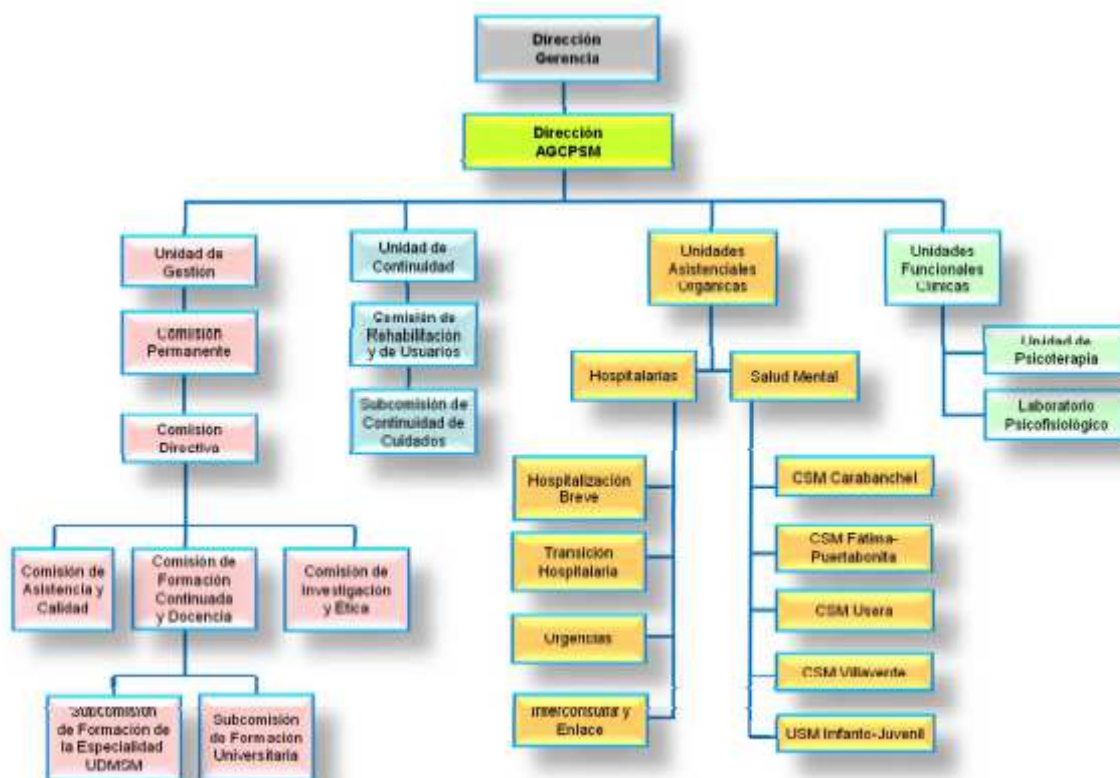 Dirección
Gerencia
Dirección
AGCPSM
Unidad de
Gestión
Unidad de
Continuidad
Unidades
Asistenciales
Orgánicas
Unidades
Funcionales
Clínicas
Comisión
Permanente
Comisión de
Rehabilitación
y de Usuarios
Unidad de
Psicoterapia
Hospitalarias
Salud Mental
Laboratorio
Psicofisiológico
Comisión
Directiva
Subcomisión de
Continuidad de
Cuidados
Hospitalización
Breve
CSM Carabanchel
Comisión de
Asistencia y
Calidad
Comisión de
Formación
Continuada
y Docencia
Comisión de
Investigación
y Ética
Transición
Hospitalaria
CSM Fátima-
Puertabonita
Urgencias
CSM Usera
CSM Villaverde
Subcomisión
de Formación de
la Especialidad
UDMSM
Subcomisión
de Formación
Universitaria
Interconsulta y
Enlace
USM Infanto-Juvenil